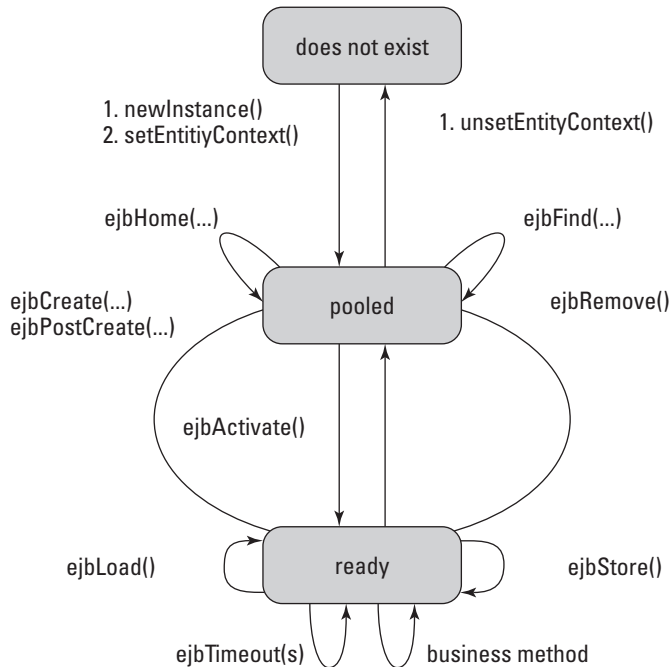 does not exist
1. newInstance()
2. setEntitiyContext()
1. unsetEntityContext()
ejbHome(...)
ejbFind(...)
pooled
ejbCreate(...)
ejbPostCreate(...)
ejbRemove()
ejbActivate()
ready
ejbLoad()
ejbStore()
ejbTimeout(s)
business method